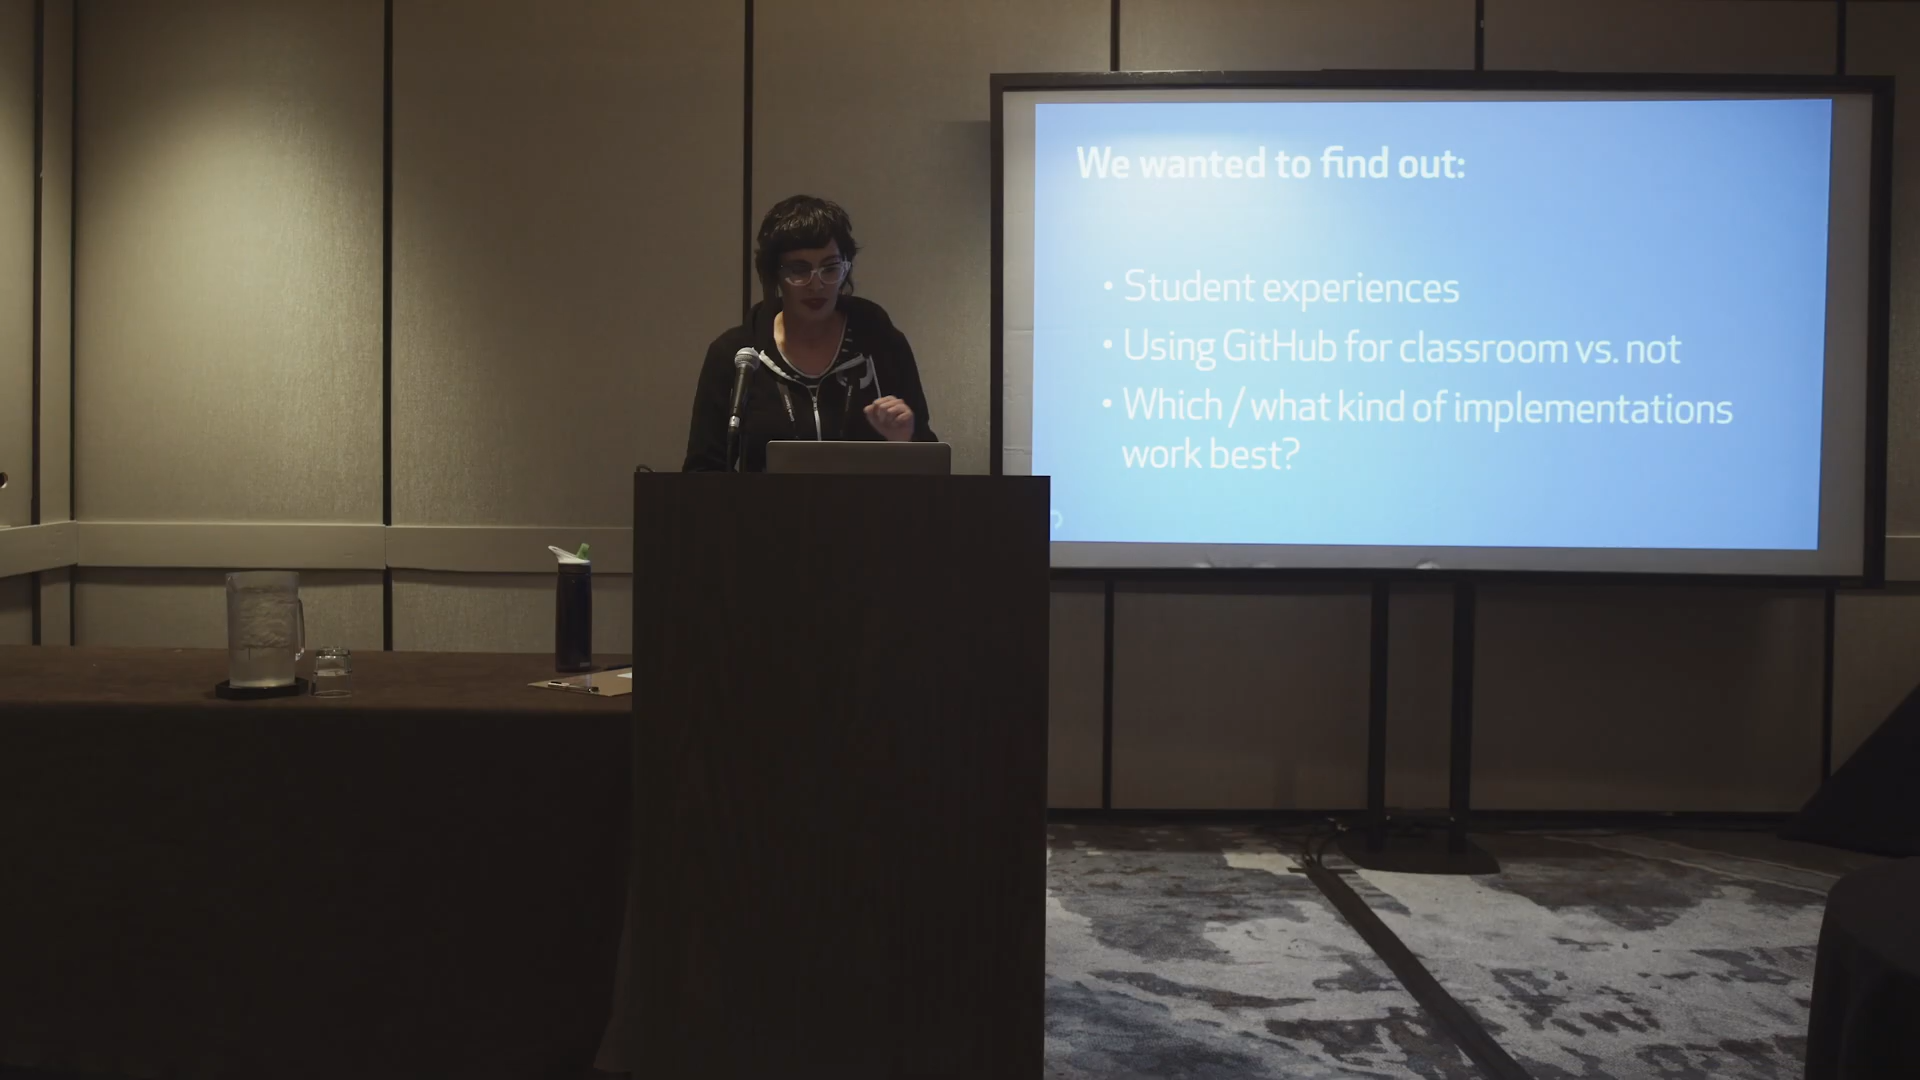 We wanted to find out:
• Student experiences
• Using GitHub for classroom vs. not
• Which / what kind of implementations
work best?